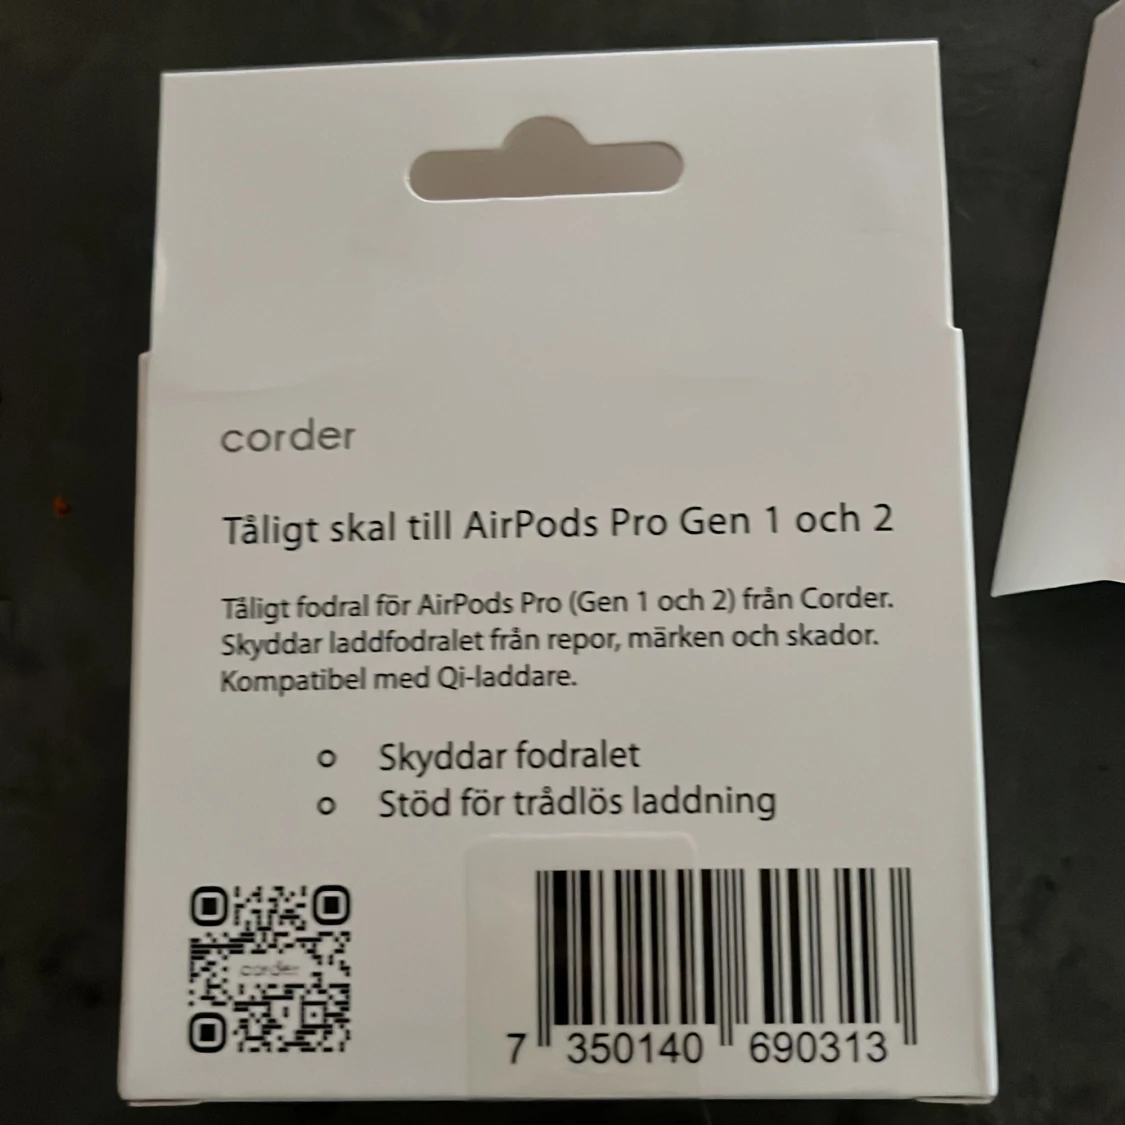 corder
Tåligt skal till AirPods Pro Gen 1 och 2
Tåligt fodral för AirPods Pro (Gen 1 och 2) från Corder.
Skyddar laddfodralet från repor, märken och skador.
Kompatibel med Qi-laddare.
Skyddar fodralet
Stöd för trådlös laddning
corder
7 350140 690313